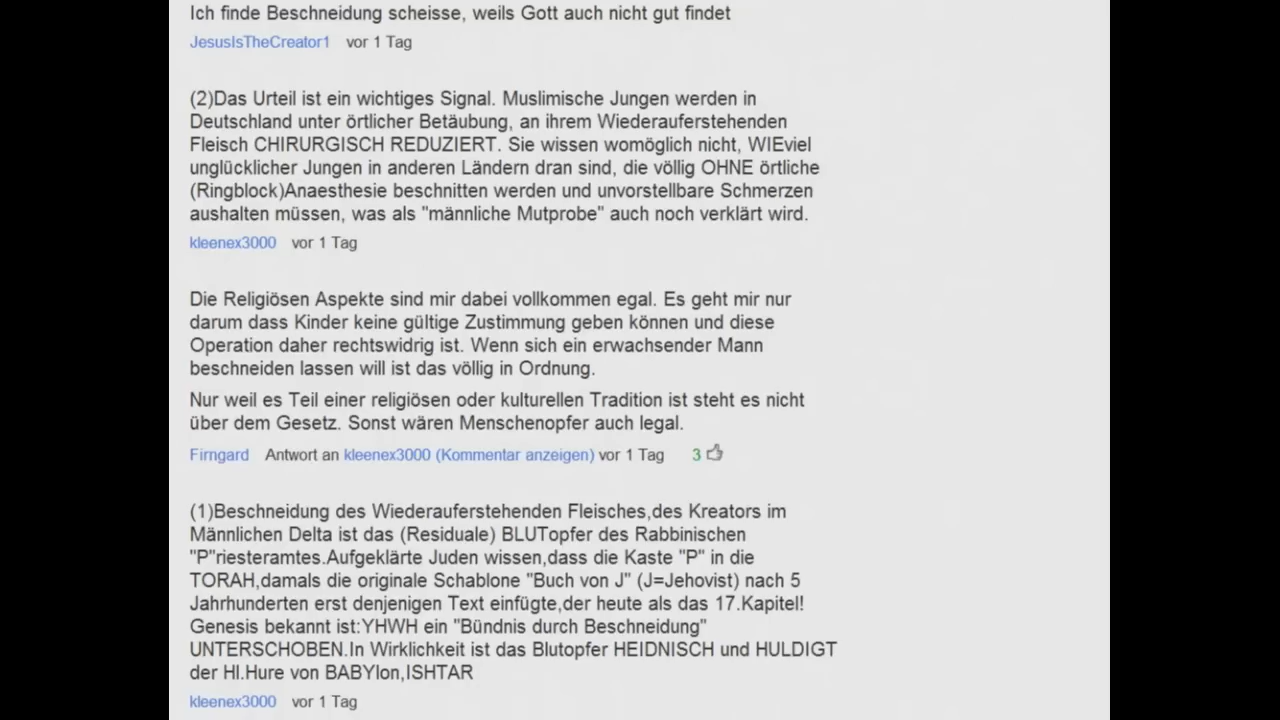 Ich finde Beschneidung scheisse, weils Gott auch nicht gut findet
JesusIsTheCreator1 vor 1 Tag
(2)Das Urteil ist ein wichtiges Signal. Muslimische Jungen werden in
Deutschland unter örtlicher Betäubung, an ihrem Wiederauferstehenden
Fleisch CHIRURGISCH REDUZIERT. Sie wissen womöglich nicht, WIEviel
unglücklicher Jungen in anderen Ländern dran sind, die völlig OHNE örtliche
(Ringblock)Anaesthesie beschnitten werden und unvorstellbare Schmerzen
aushalten müssen, was als "männliche Mutprobe" auch noch verklärt wird.
kleenex3000 vor 1 Tag
Die Religiösen Aspekte sind mir dabei vollkommen egal. Es geht mir nur
darum dass Kinder keine gültige Zustimmung geben können und diese
Operation daher rechtswidrig ist. Wenn sich ein erwachsender Mann
beschneiden lassen will ist das völlig in Ordnung.
Nur weil es Teil einer religiösen oder kulturellen Tradition ist steht es nicht
über dem Gesetz. Sonst wären Menschenopfer auch legal.
Firngard Antwort an kleenex3000 (Kommentar anzeigen) vor 1 Tag 3
(1)Beschneidung des Wiederauferstehenden Fleisches,des Kreators im
Männlichen Delta ist das (Residuale) BLUTopfer des Rabbinischen
"P"riesteramtes.Aufgeklärte Juden wissen,dass die Kaste "P" in die
TORAH,damals die originale Schablone "Buch von J" (J=Jehovist) nach 5
Jahrhunderten erst denjenigen Text einfügte,der heute als das 17.Kapitel!
Genesis bekannt ist:YHWH ein "Bündnis durch Beschneidung"
UNTERSCHOBEN.In Wirklichkeit ist das Blutopfer HEIDNISCH und HULDIGT
der Hl.Hure von BABYlon,ISHTAR
kleenex3000 vor 1 Tag